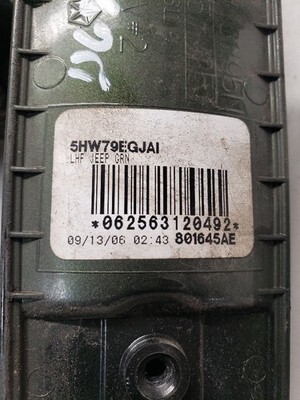 5HW79EGJAI
LHF JEEP GRN
*062563120492*
09/13/06 02:43 801645AE